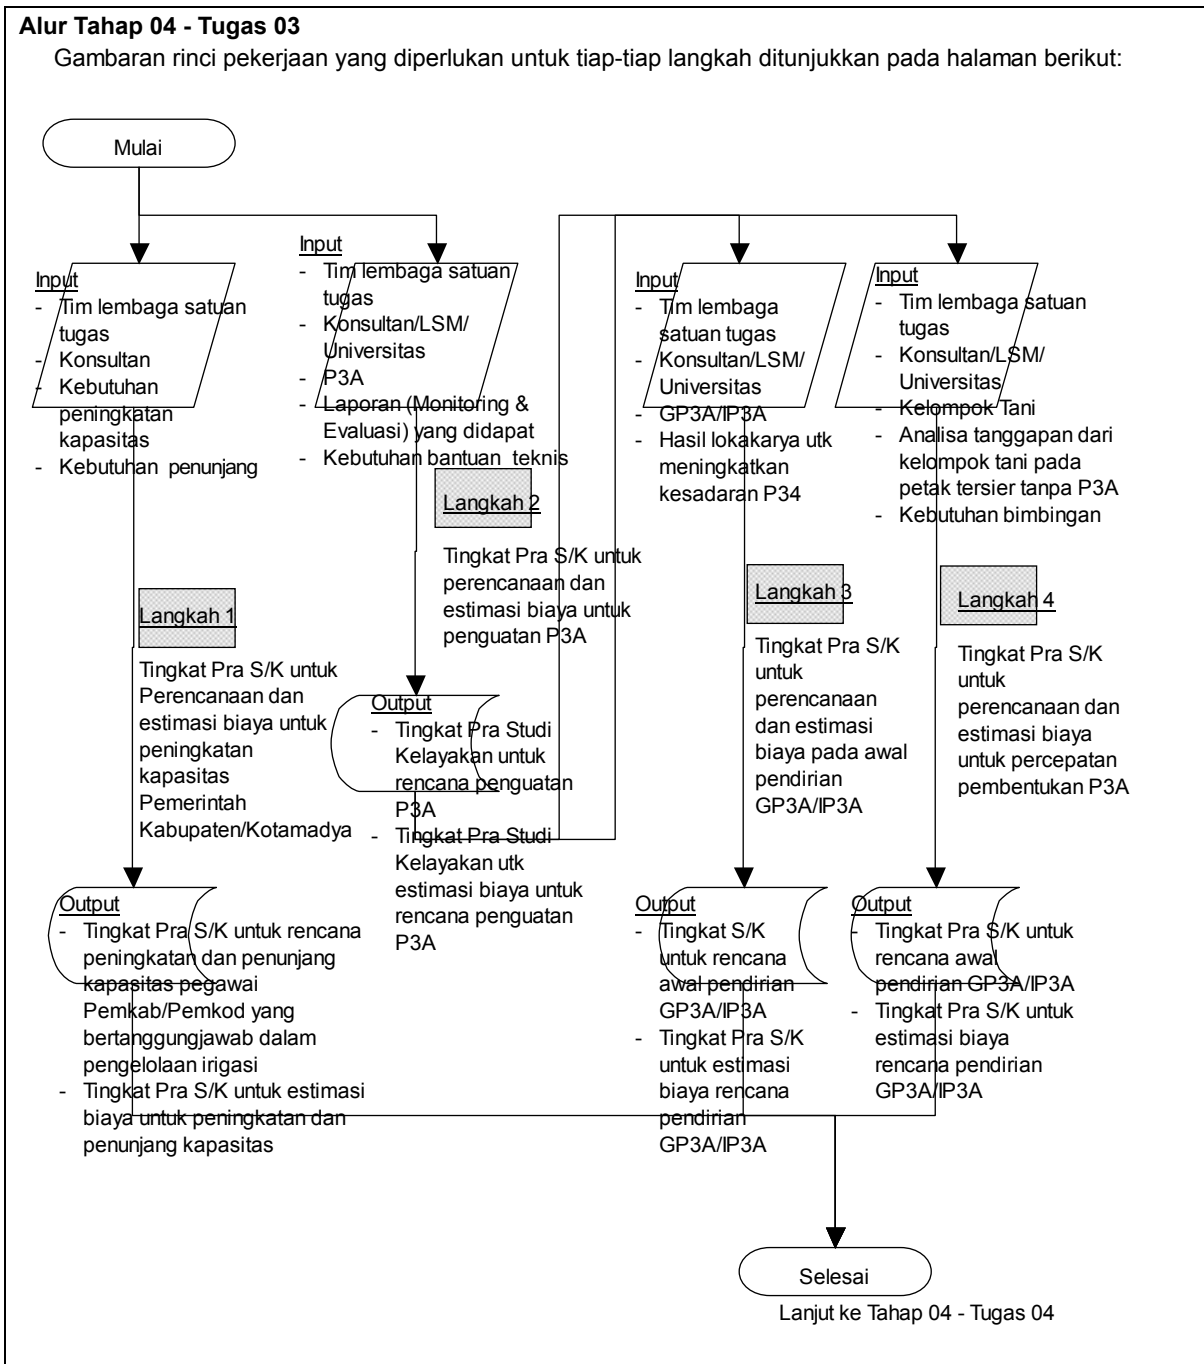 Alur Tahap 04 - Tugas 03
Gambaran rinci pekerjaan yang diperlukan untuk tiap-tiap langkah ditunjukkan pada halaman berikut:
Mulai
Input
- Tim lembaga satuan
tugas
- Konsultan
- Kebutuhan
peningkatan
kapasitas
- Kebutuhan penunjang
Langkah 1
Tingkat Pra S/K untuk
Perencanaan dan
estimasi biaya untuk
peningkatan
kapasitas
Pemerintah
Kabupaten/Kotamadya
Output
- Tingkat Pra S/K untuk rencana
peningkatan dan penunjang
kapasitas pegawai
Pemkab/Pemkod yang
bertanggungjawab dalam
pengelolaan irigasi
- Tingkat Pra S/K untuk estimasi
biaya untuk peningkatan dan
penunjang kapasitas
Input
- Tim lembaga satuan
tugas
- Konsultan/LSM/
Universitas
- P3A
- Laporan (Monitoring &
Evaluasi) yang didapat
- Kebutuhan bantuan teknis
Langkah 2
Tingkat Pra S/K untuk
perencanaan dan
estimasi biaya untuk
penguatan P3A
Output
- Tingkat Pra Studi
Kelayakan untuk
rencana penguatan
P3A
- Tingkat Pra Studi
Kelayakan utk
estimasi biaya untuk
rencana penguatan
P3A
Input
- Tim lembaga
satuan tugas
- Konsultan/LSM/
Universitas
- GP3A/IP3A
- Hasil lokakarya utk
meningkatkan
kesadaran P34
Langkah 3
Tingkat Pra S/K
untuk
perencanaan
dan estimasi
biaya pada awal
pendirian
GP3A/IP3A
Output
- Tingkat S/K
untuk rencana
awal pendirian
GP3A/IP3A
- Tingkat Pra S/K
untuk estimasi
biaya rencana
pendirian
GP3A/IP3A
Input
- Tim lembaga satuan
tugas
- Konsultan/LSM/
Universitas
- Kelompok Tani
- Analisa tanggapan dari
kelompok tani pada
petak tersier tanpa P3A
- Kebutuhan bimbingan
Langkah 4
Tingkat Pra S/K
untuk
perencanaan dan
estimasi biaya
untuk percepatan
pembentukan P3A
Output
- Tingkat Pra S/K untuk
rencana awal
pendirian GP3A/IP3A
- Tingkat Pra S/K untuk
estimasi biaya
rencana pendirian
GP3A/IP3A
Selesai
Lanjut ke Tahap 04 - Tugas 04